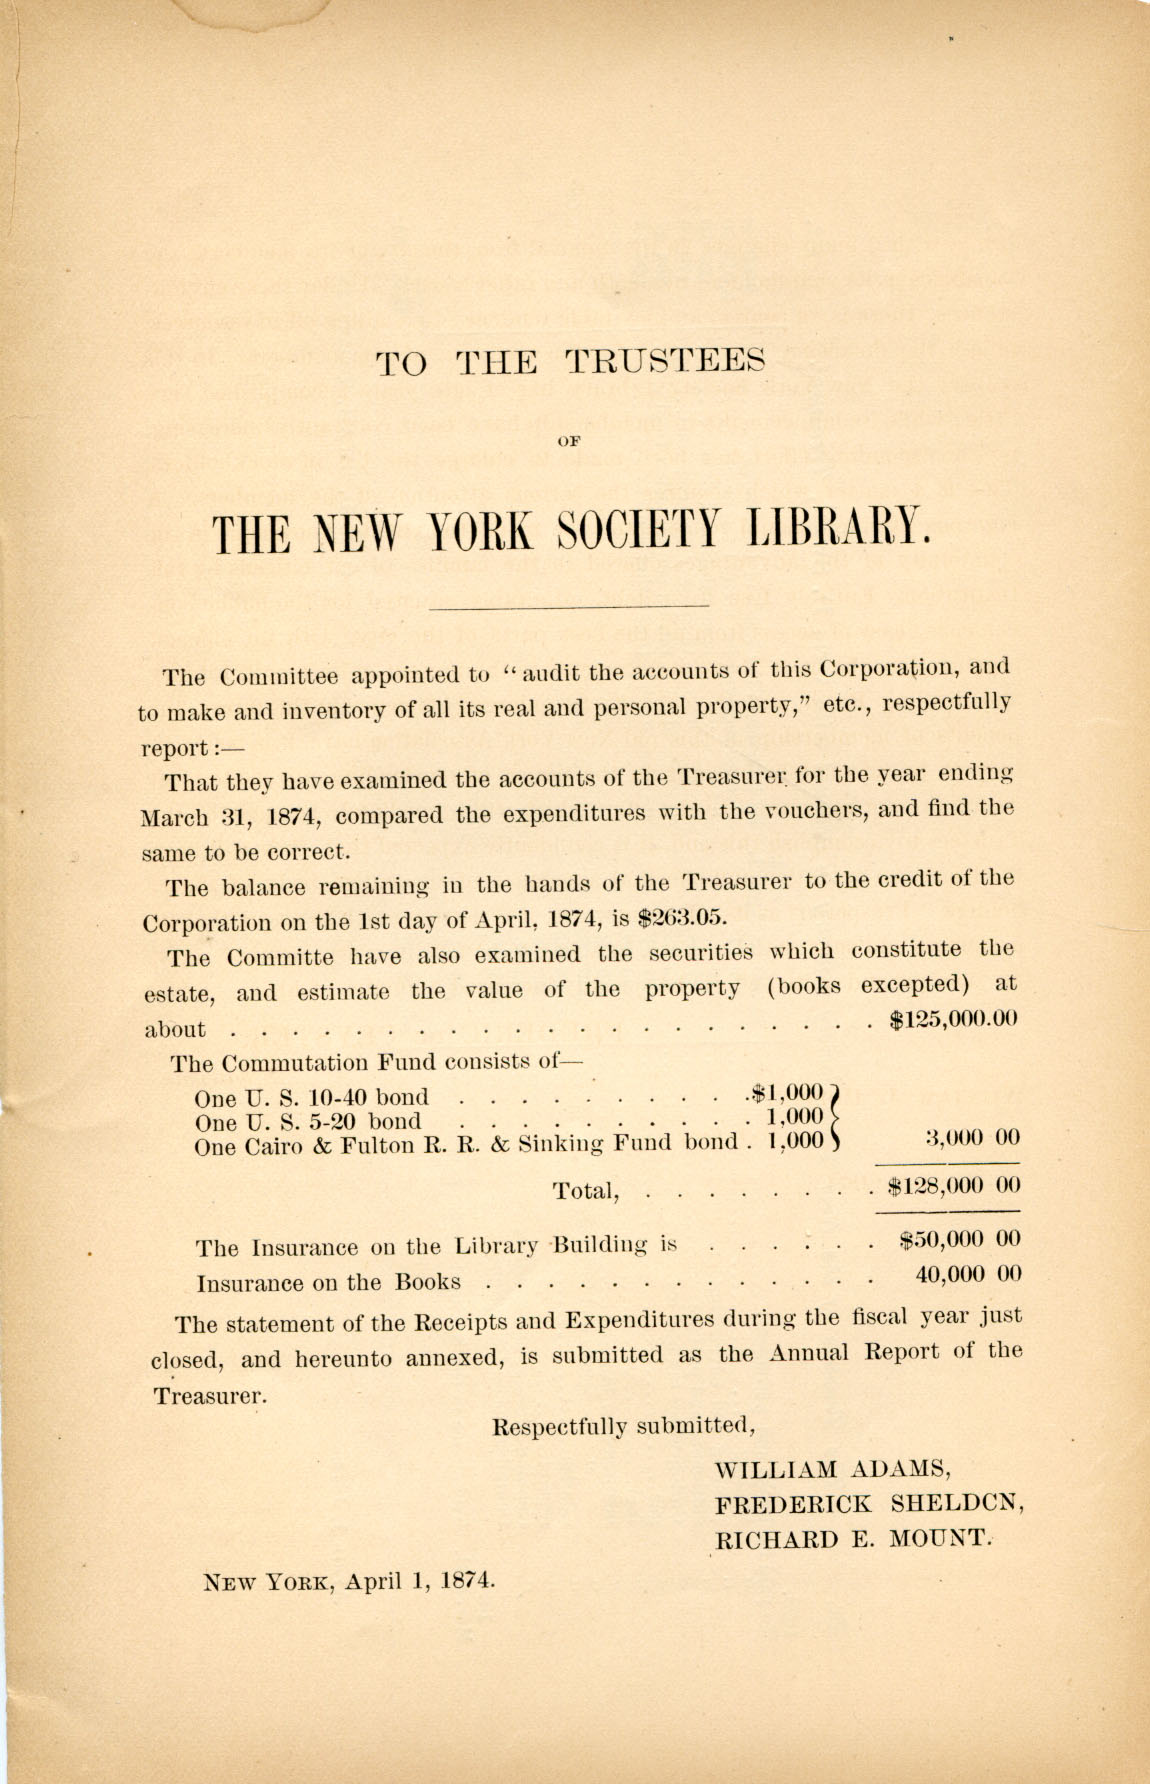 TO THE TRUSTEES
OF
THE NEW YORK SOCIETY LIBRARY.
The Committee appointed to “audit the accounts of this Corporation, and
to make and inventory of all its real and personal property,” etc., respectfully
report:—
That they have examined the accounts of the Treasurer for the year ending
March 31, 1874, compared the expenditures with the vouchers, and find the
same to be correct.
The balance remaining in the hands of the Treasurer to the credit of the
Corporation on the 1st day of April, 1874, is $263.05.
The Committe have also examined the securities which constitute the
estate, and estimate the value of the property (books excepted) at
about . . . . . . . . . . . . . . . . . . . . . $125,000.00
The Commutation Fund consists of—
One U. S. 10-40 bond . . . . . . . . . .$1,000
One U. S. 5-20 bond . . . . . . . . . . 1,000
One Cairo & Fulton R. R. & Sinking Fund bond . 1,000 } 3,000 00
Total, . . . . . . . . $128,000 00
The Insurance on the Library Building is . . . . . . $50,000 00
Insurance on the Books . . . . . . . . . . . . . 40,000 00
The statement of the Receipts and Expenditures during the fiscal year just
closed, and hereunto annexed, is submitted as the Annual Report of the
Treasurer.
Respectfully submitted,
WILLIAM ADAMS,
FREDERICK SHELDCN,
RICHARD E. MOUNT.
NEW YORK, April 1, 1874.